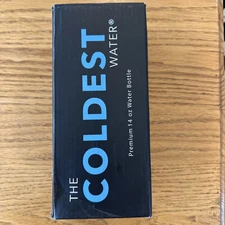 THE
COLDEST
WATER®
Premium 14 oz Water Bottle